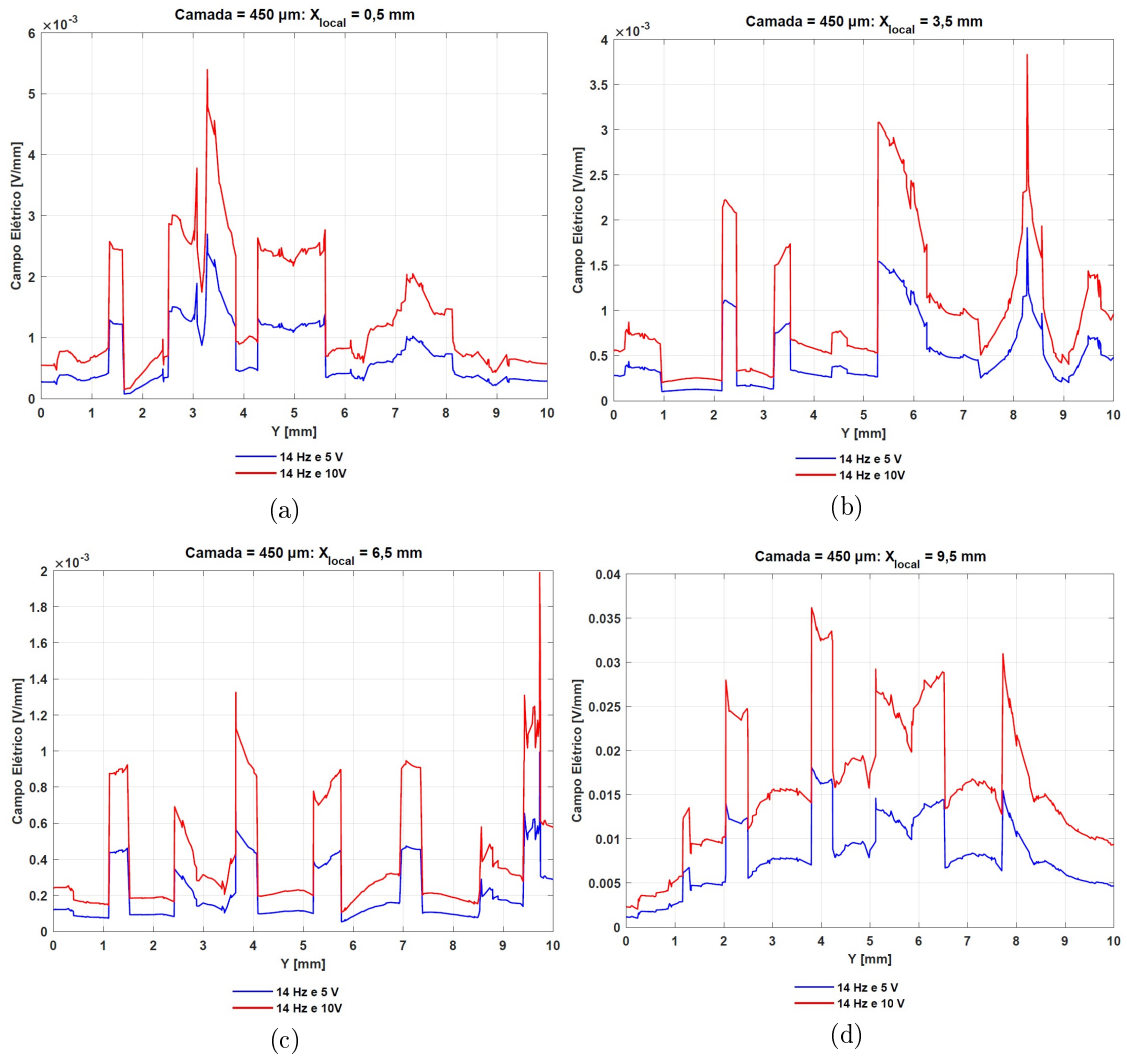 Camada = 450 µm: Xlocal = 0,5 mm
×10-3
6
5
4
3
2
1
0
Campo Elétrico [V/mm]
0 1 2 3 4 5 6 7 8 9 10
Y [mm]
14 Hz e 5 V
14 Hz e 10V
(a)
Camada = 450 µm: Xlocal = 3,5 mm
×10-3
4
3.5
3
2.5
2
1.5
1
0.5
0
Campo Elétrico [V/mm]
0 1 2 3 4 5 6 7 8 9 10
Y [mm]
14 Hz e 5 V
14 Hz e 10V
(b)
Camada = 450 µm: Xlocal = 6,5 mm
×10-3
2
1.8
1.6
1.4
1.2
1
0.8
0.6
0.4
0.2
0
Campo Elétrico [V/mm]
0 1 2 3 4 5 6 7 8 9 10
Y [mm]
14 Hz e 5 V
14 Hz e 10V
(c)
Camada = 450 µm: Xlocal = 9,5 mm
0.04
0.035
0.03
0.025
0.02
0.015
0.01
0.005
0
Campo Elétrico [V/mm]
0 1 2 3 4 5 6 7 8 9 10
Y [mm]
14 Hz e 5 V
14 Hz e 10 V
(d)